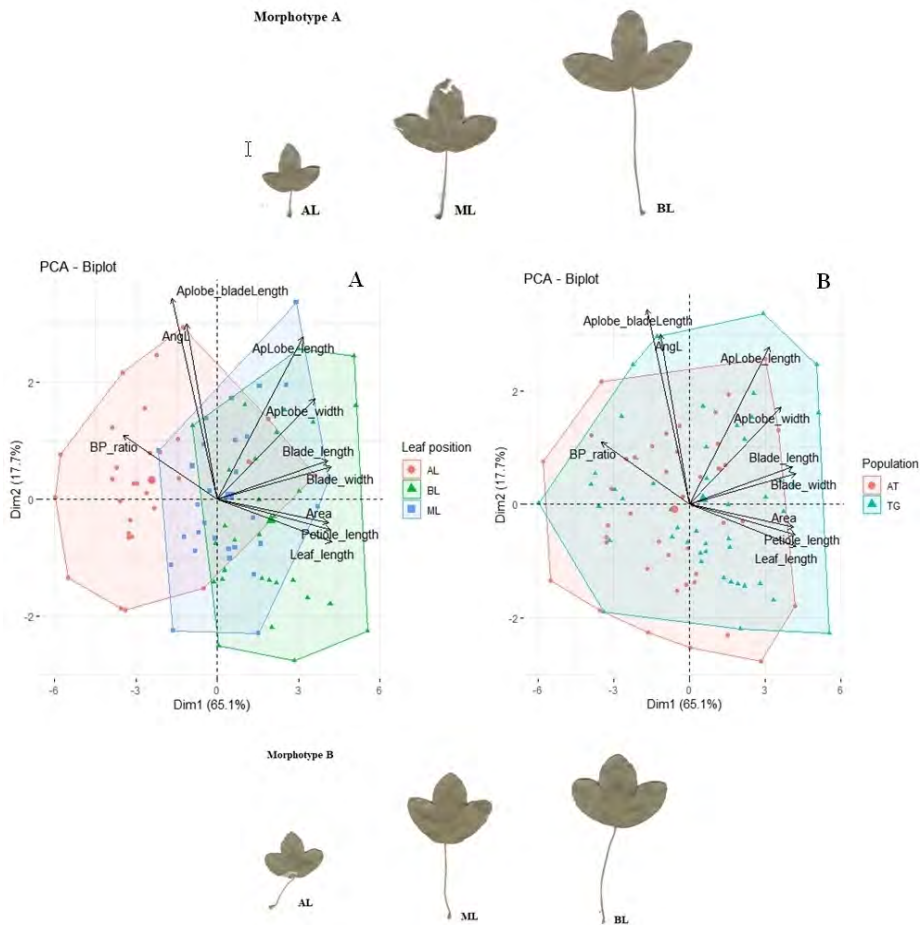 Morphotype A
AL
ML
BL
PCA - Biplot
A
Aplobe_bladeLength
AngL
ApLobe_length
ApLobe_width
BP_ratio
Blade_length
Blade_width
Area
Petiole_length
Leaf_length
Dim2 (17.7%)
2
0
-2
-6
-3
0
3
6
Dim1 (65.1%)
Leaf position
AL
BL
ML
PCA - Biplot
B
Aplobe_bladeLength
AngL
ApLobe_length
ApLobe_width
BP_ratio
Blade_length
Blade_width
Area
Petiole_length
Leaf_length
Dim2 (17.7%)
2
0
-2
-6
-3
0
3
6
Dim1 (65.1%)
Population
AT
TG
Morphotype B
AL
ML
BL